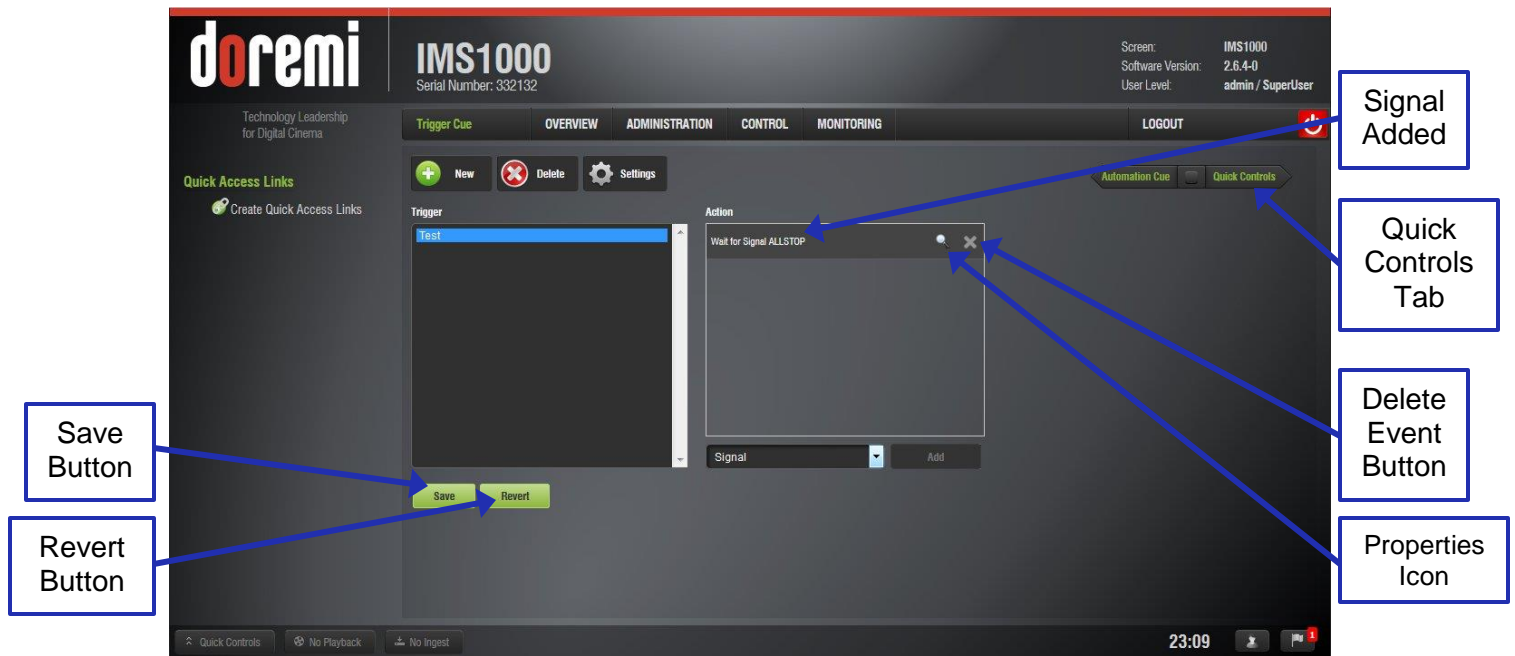 doremi
IMS1000
Serial Number: 332132
Screen: IMS1000
Software Version: 2.6.4-0
User Level: admin / SuperUser
Technology Leadership
for Digital Cinema
Trigger Cue OVERVIEW ADMINISTRATION CONTROL MONITORING LOGOUT
Quick Access Links
Create Quick Access Links
New Delete Settings
Automation Cue Quick Controls
Trigger
Test
Action
Wait for Signal ALLSTOP
Signal Add
Save Revert
Quick Controls No Playback No Ingest
23:09
1
Signal
Added
Quick
Controls
Tab
Delete
Event
Button
Properties
Icon
Save
Button
Revert
Button